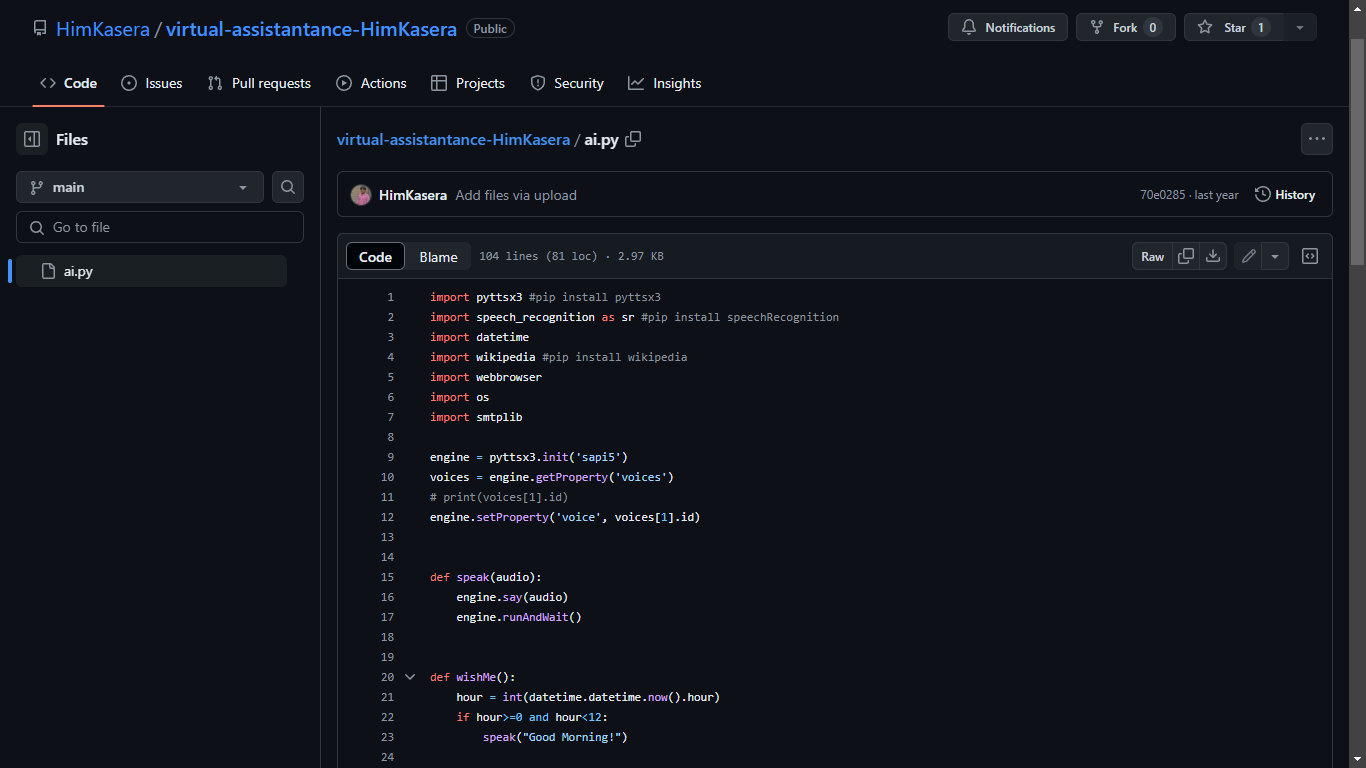 HimKasera / virtual-assistantance-HimKasera Public
Notifications Fork 0 Star 1
Code Issues Pull requests Actions Projects Security Insights
Files
main
Go to file
ai.py
virtual-assistantance-HimKasera / ai.py
HimKasera Add files via upload
70e0285 · last year History
Code Blame 104 lines (81 loc) · 2.97 KB
Raw
1 import pyttsx3 #pip install pyttsx3
2 import speech_recognition as sr #pip install speechRecognition
3 import datetime
4 import wikipedia #pip install wikipedia
5 import webbrowser
6 import os
7 import smtplib
8
9 engine = pyttsx3.init('sapi5')
10 voices = engine.getProperty('voices')
11 # print(voices[1].id)
12 engine.setProperty('voice', voices[1].id)
13
14
15 def speak(audio):
16     engine.say(audio)
17     engine.runAndWait()
18
19
20 def wishMe():
21     hour = int(datetime.datetime.now().hour)
22     if hour>=0 and hour<12:
23         speak("Good Morning!")
24